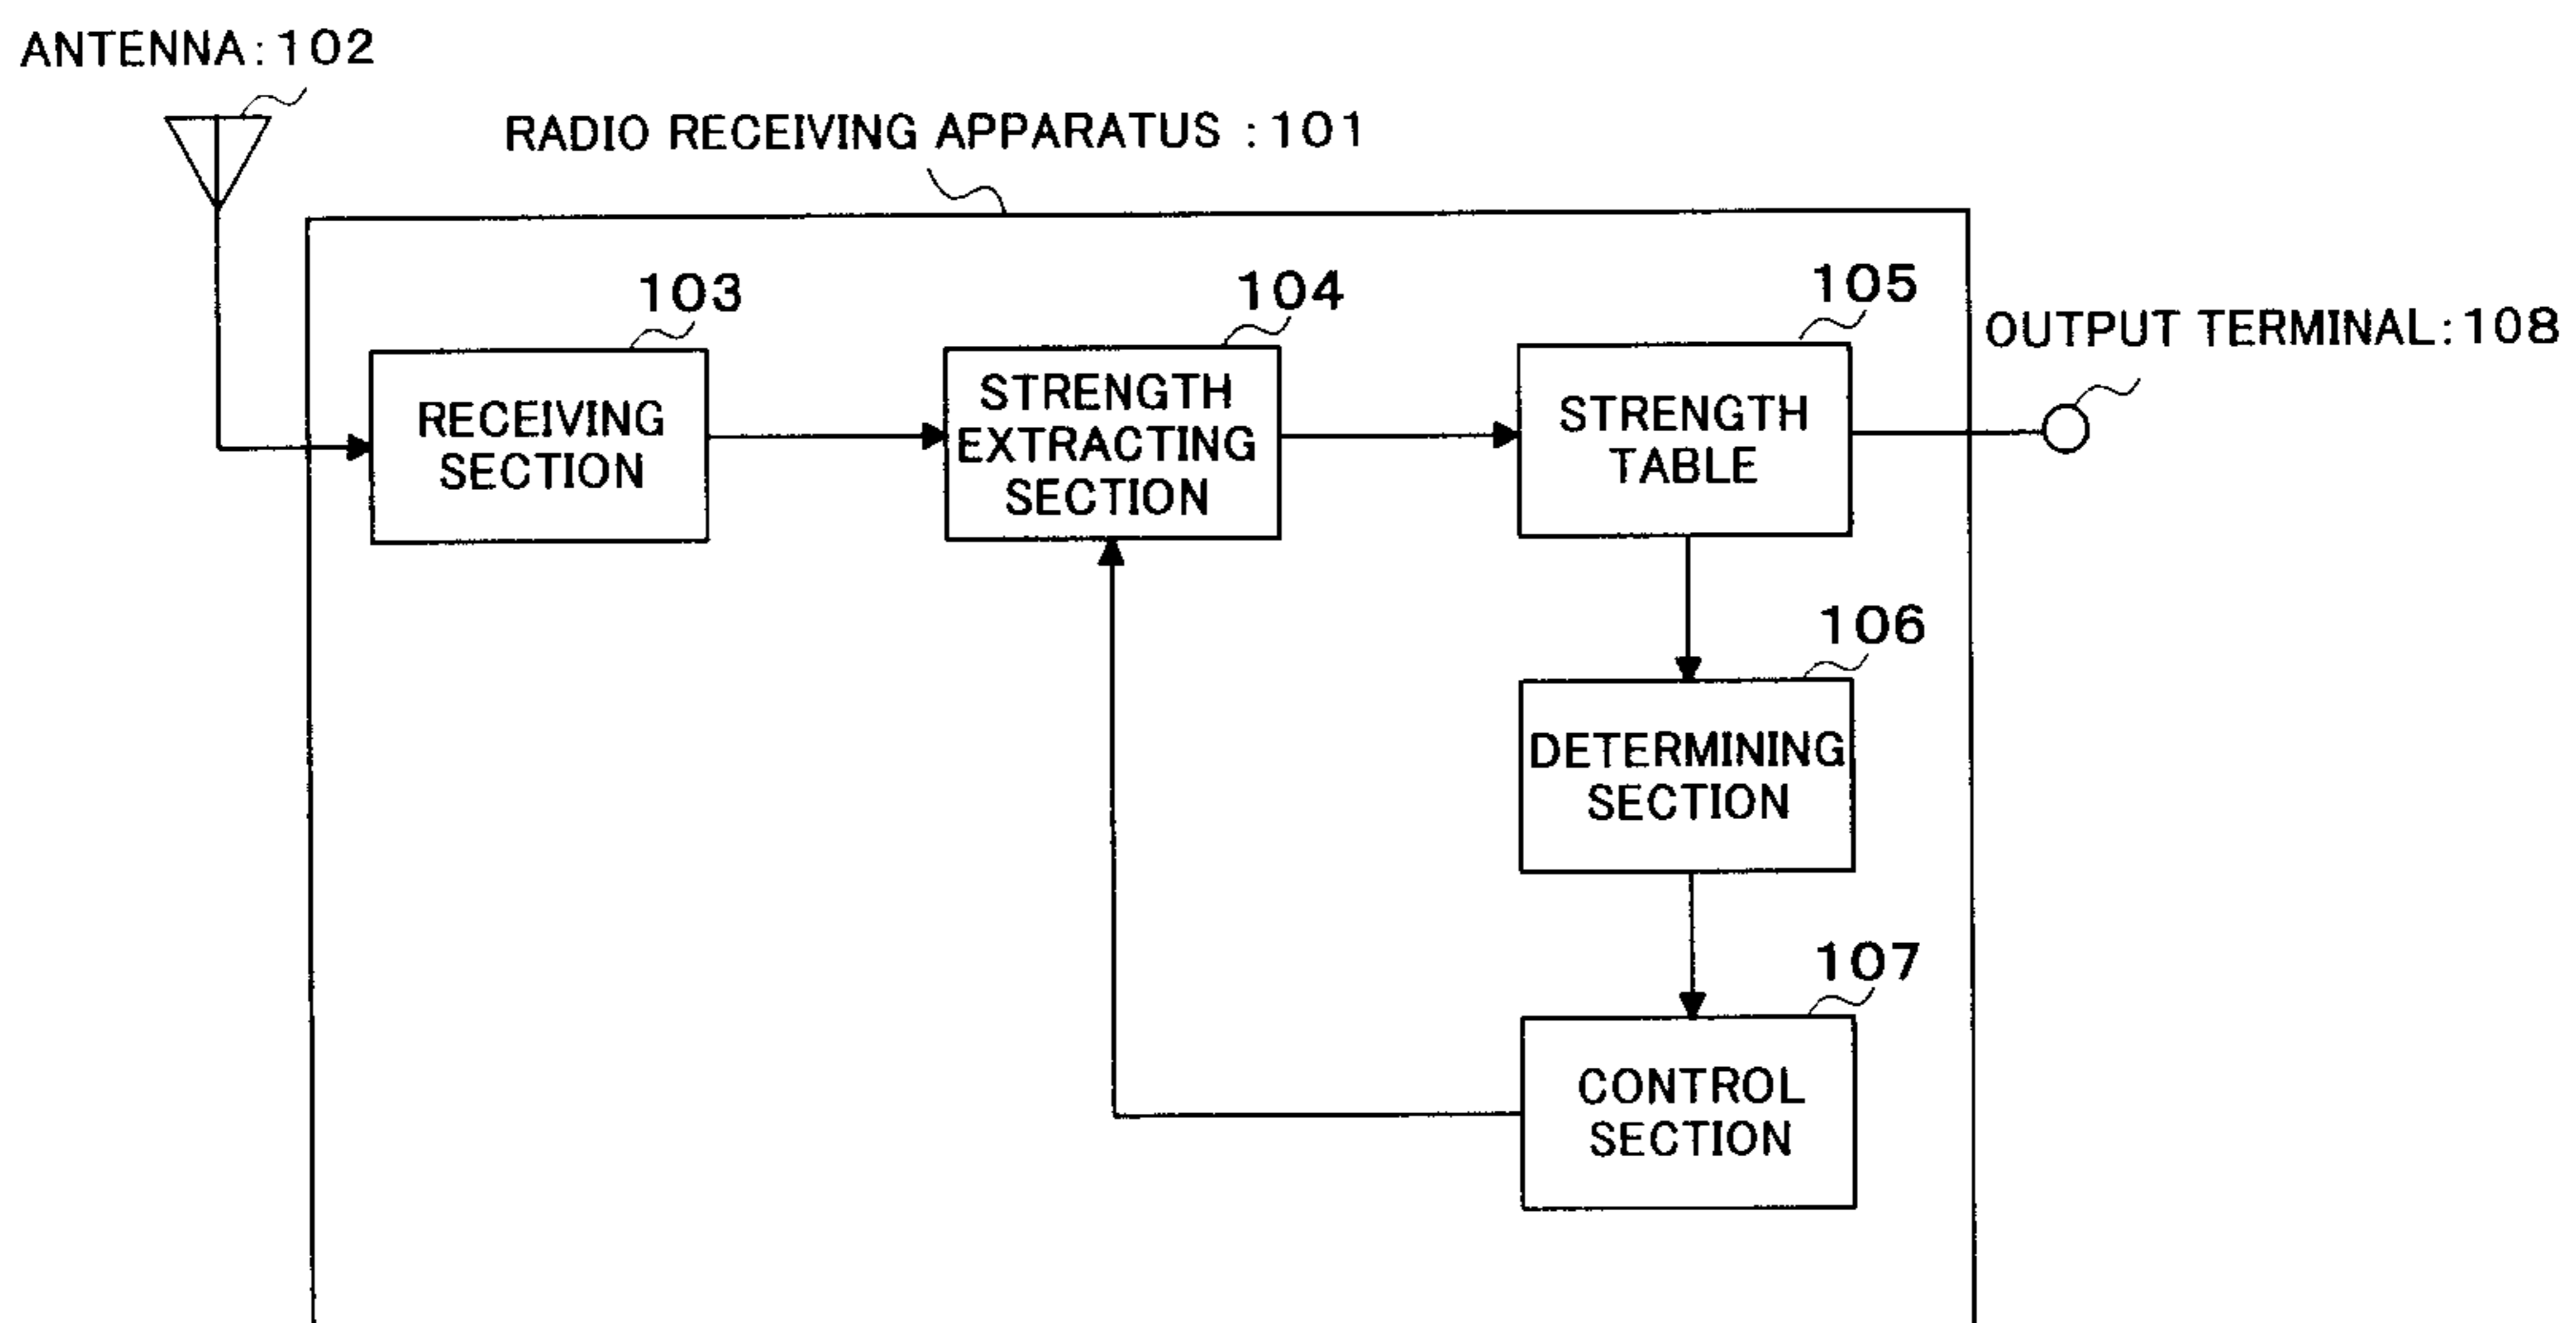 ANTENNA:102
RADIO RECEIVING APPARATUS :101
103
104
105
OUTPUT TERMINAL:108
RECEIVING
SECTION
STRENGTH
EXTRACTING
SECTION
STRENGTH
TABLE
106
DETERMINING
SECTION
107
CONTROL
SECTION